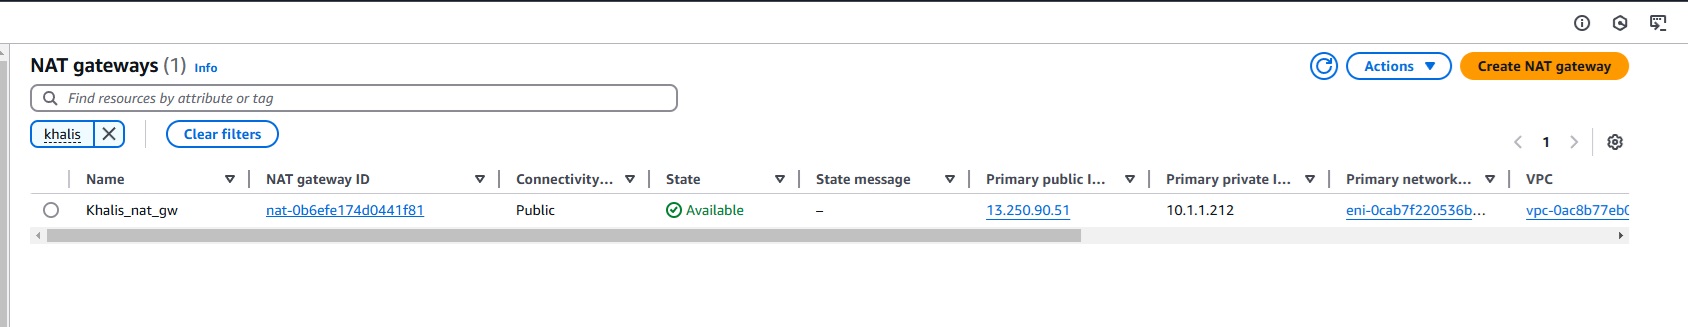 NAT gateways (1) Info
Actions
Create NAT gateway
Find resources by attribute or tag
khalis
Clear filters
1
Name NAT gateway ID Connectivity... State State message Primary public I... Primary private I... Primary network... VPC
Khalis_nat_gw nat-0b6efe174d0441f81 Public Available – 13.250.90.51 10.1.1.212 eni-0cab7f220536b... vpc-0ac8b77eb0